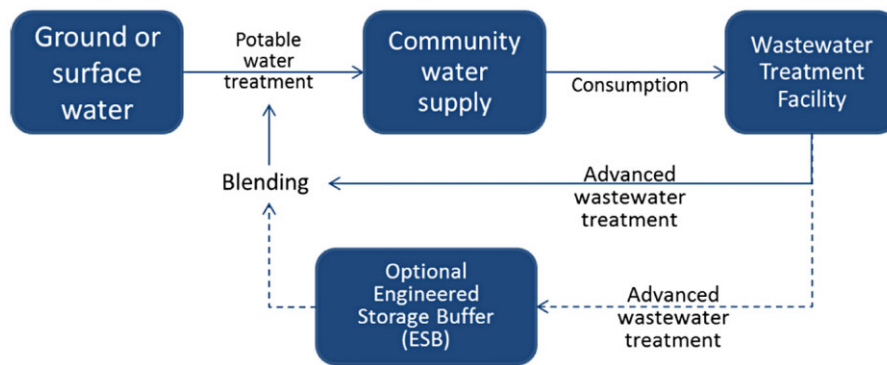 Ground or
surface
water
Potable
water
treatment
Community
water
supply
Consumption
Wastewater
Treatment
Facility
Blending
Advanced
wastewater
treatment
Optional
Engineered
Storage Buffer
(ESB)
Advanced
wastewater
treatment